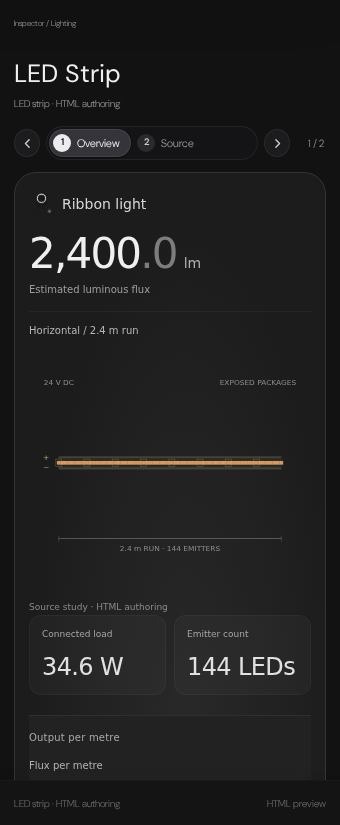 Inspector / Lighting
LED Strip
LED strip · HTML authoring
1 Overview
2 Source
1 / 2
Ribbon light
2,400.0 lm
Estimated luminous flux
Horizontal / 2.4 m run
24 V DC
EXPOSED PACKAGES
+
−
2.4 m RUN · 144 EMITTERS
Source study · HTML authoring
Connected load
34.6 W
Emitter count
144 LEDs
Output per metre
Flux per metre
LED strip · HTML authoring
HTML preview